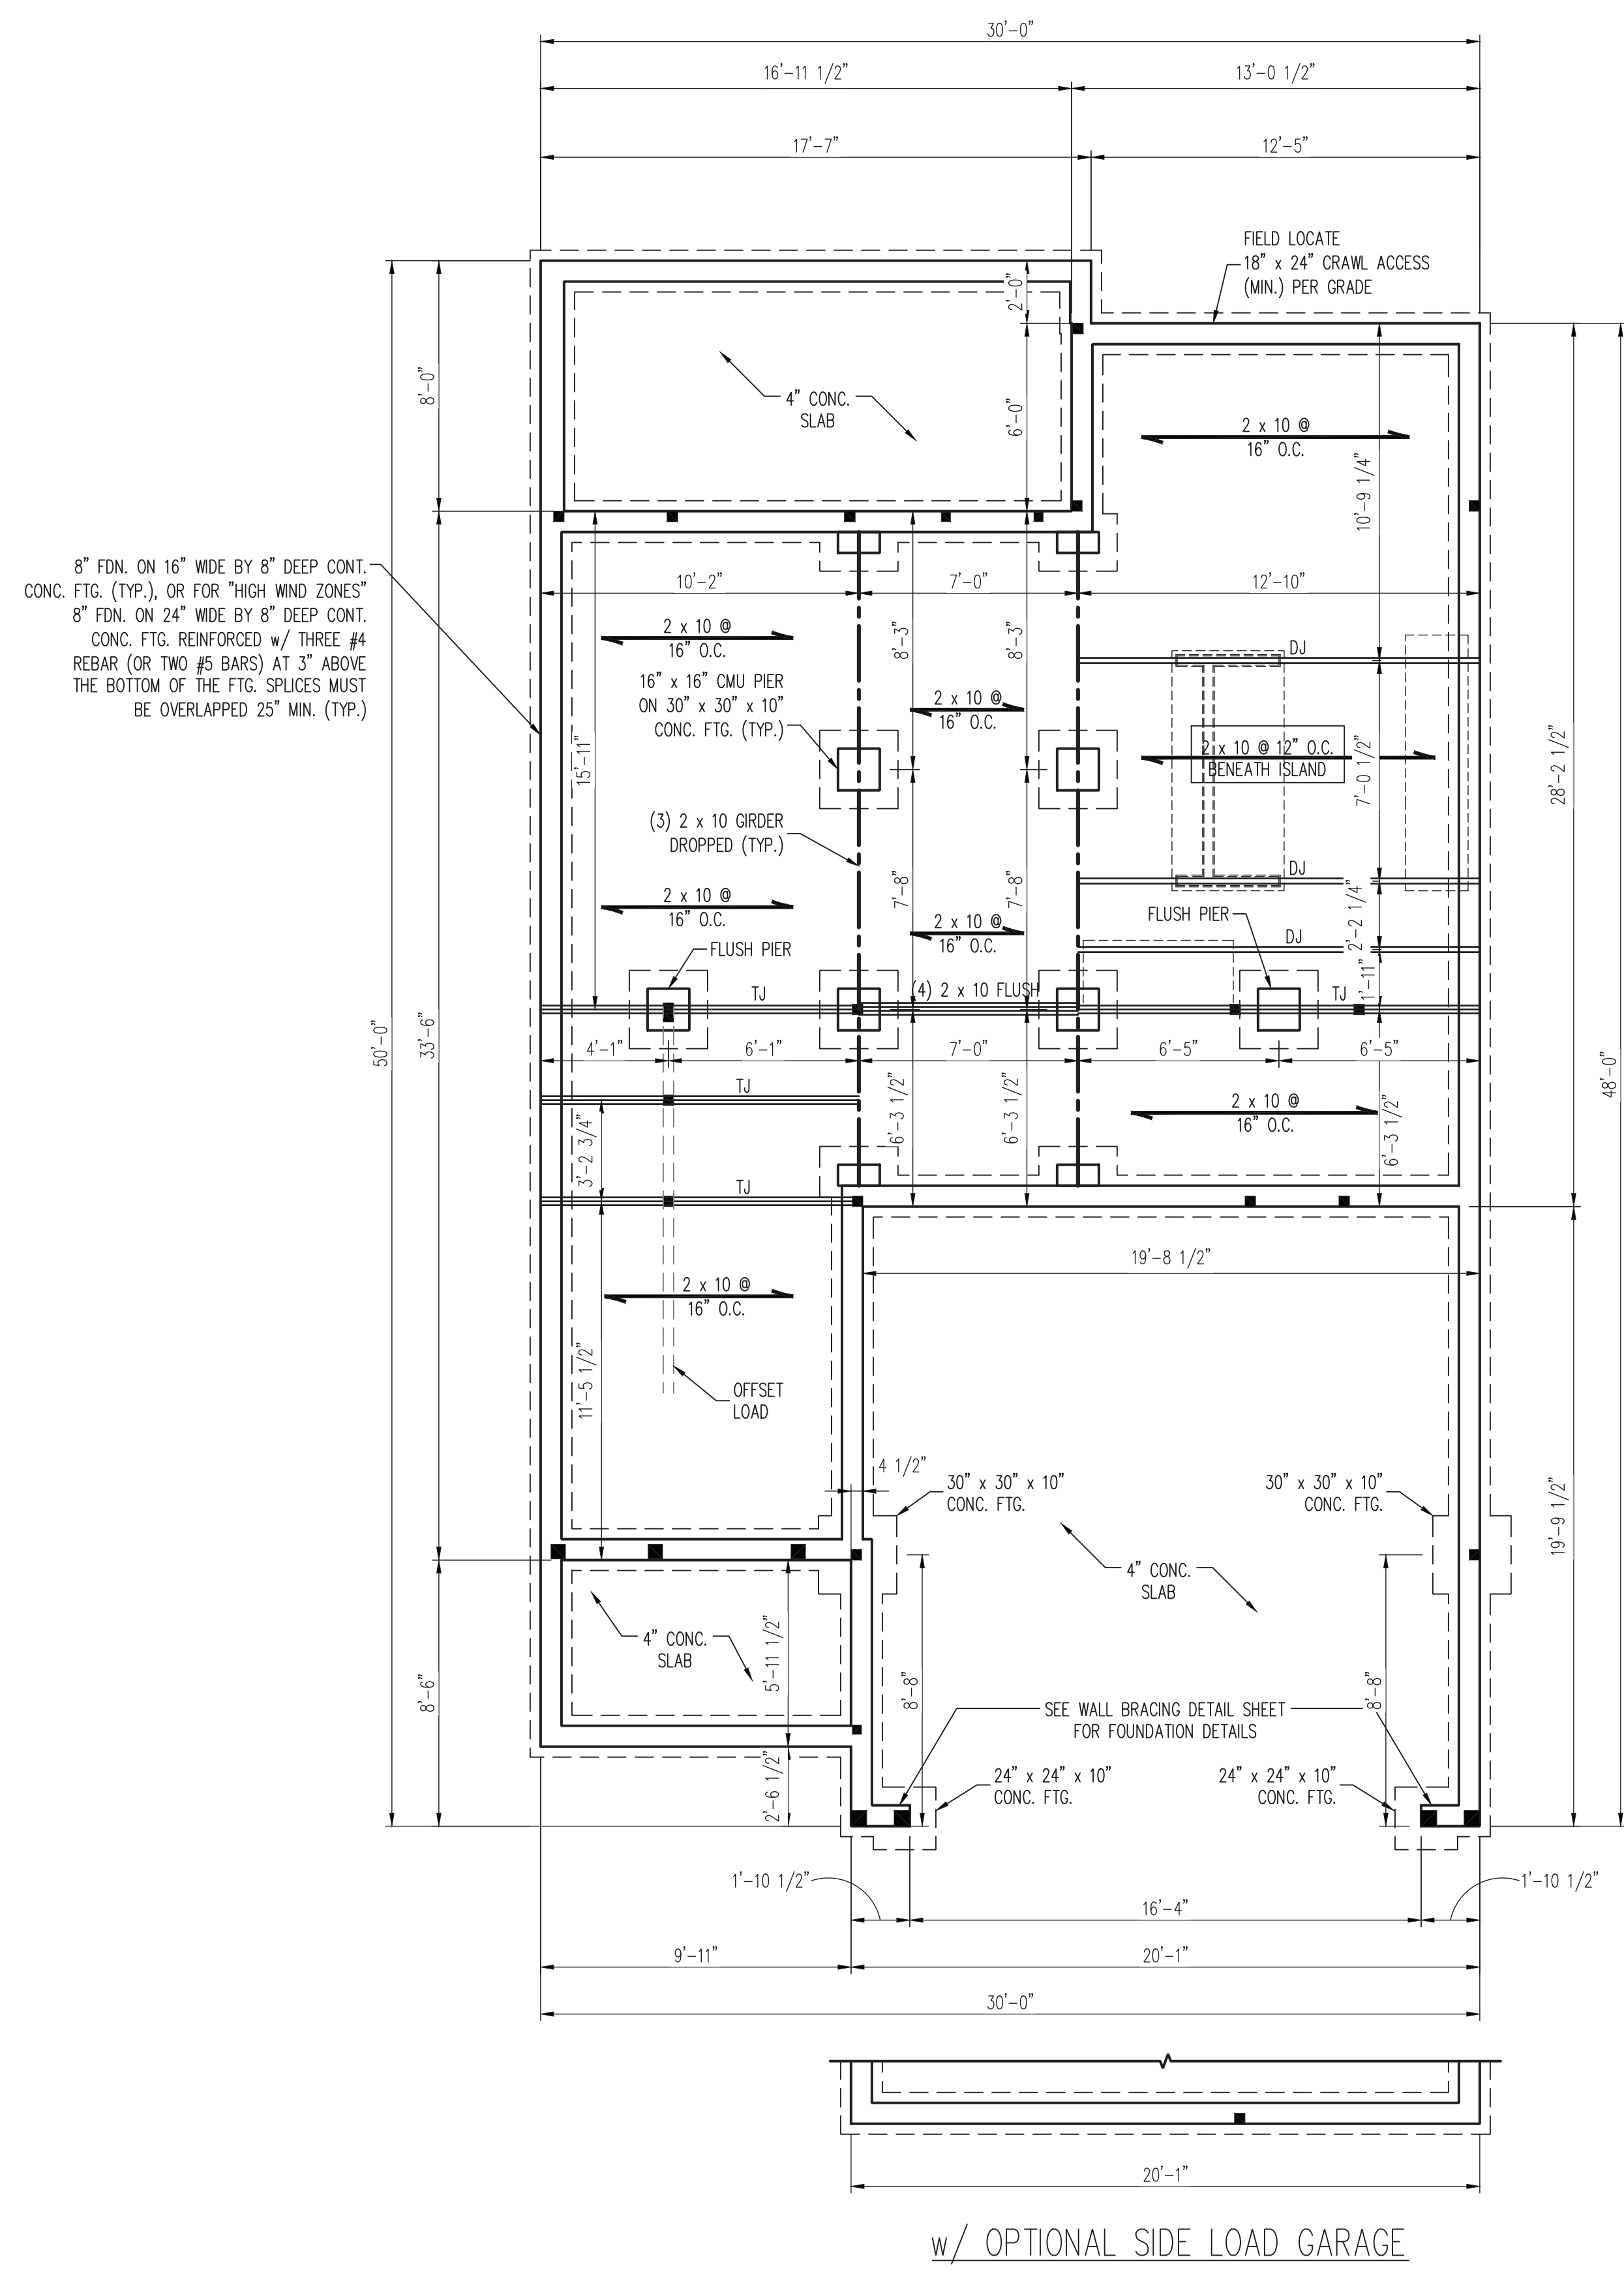 30'-0"
16'-11 1/2"
13'-0 1/2"
17'-7"
12'-5"
FIELD LOCATE
18" x 24" CRAWL ACCESS
(MIN.) PER GRADE
2'-0"
8'-0"
4" CONC.
SLAB
6'-0"
2 x 10 @
16" O.C.
10'-9 1/4"
8" FDN. ON 16" WIDE BY 8" DEEP CONT.
CONC. FTG. (TYP.), OR FOR "HIGH WIND ZONES"
8" FDN. ON 24" WIDE BY 8" DEEP CONT.
CONC. FTG. REINFORCED w/ THREE #4
REBAR (OR TWO #5 BARS) AT 3" ABOVE
THE BOTTOM OF THE FTG. SPLICES MUST
BE OVERLAPPED 25" MIN. (TYP.)
10'-2"
7'-0"
12'-10"
2 x 10 @
16" O.C.
8'-3"
8'-3"
DJ
16" x 16" CMU PIER
ON 30" x 30" x 10"
CONC. FTG. (TYP.)
2 x 10 @
16" O.C.
15'-11"
2 x 10 @ 12" O.C.
BENEATH ISLAND
7'-0 1/2"
28'-2 1/2"
(3) 2 x 10 GIRDER
DROPPED (TYP.)
7'-8"
7'-8"
DJ
2 x 10 @
16" O.C.
2 x 10 @
16" O.C.
FLUSH PIER
2'-2 1/4"
DJ
FLUSH PIER
1'-11"
TJ
(4) 2 x 10 FLUSH
TJ
50'-0"
33'-6"
48'-0"
4'-1"
6'-1"
7'-0"
6'-5"
6'-5"
TJ
6'-3 1/2"
6'-3 1/2"
6'-3 1/2"
2 x 10 @
16" O.C.
3'-2 3/4"
TJ
19'-8 1/2"
2 x 10 @
16" O.C.
11'-5 1/2"
OFFSET
LOAD
4 1/2"
30" x 30" x 10"
CONC. FTG.
30" x 30" x 10"
CONC. FTG.
19'-9 1/2"
4" CONC.
SLAB
4" CONC.
SLAB
5'-11 1/2"
8'-6"
8'-8"
8'-8"
SEE WALL BRACING DETAIL SHEET
FOR FOUNDATION DETAILS
2'-6 1/2"
24" x 24" x 10"
CONC. FTG.
24" x 24" x 10"
CONC. FTG.
1'-10 1/2"
1'-10 1/2"
16'-4"
9'-11"
20'-1"
30'-0"
20'-1"
w/ OPTIONAL SIDE LOAD GARAGE